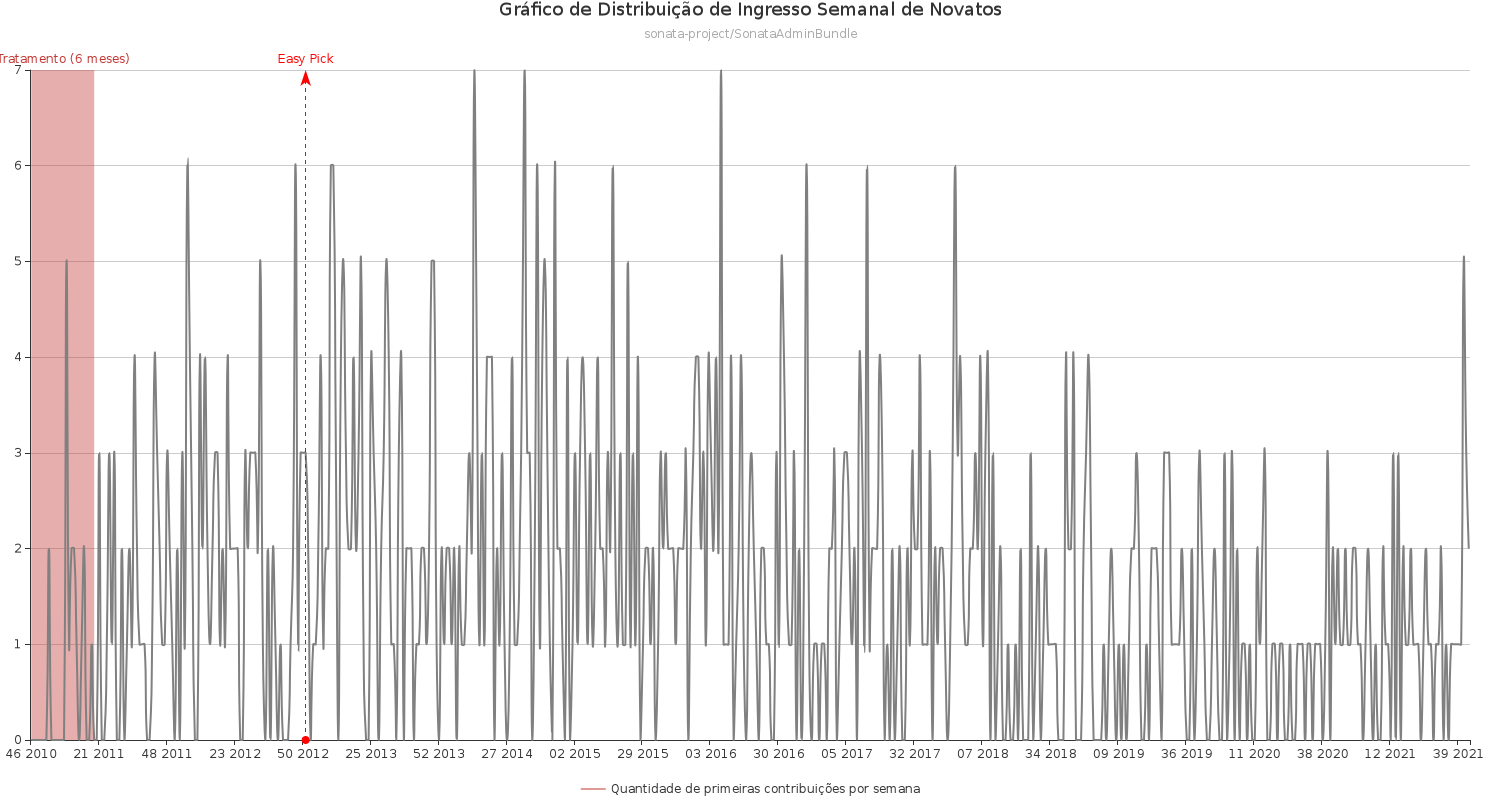 Gráfico de Distribuição de Ingresso Semanal de Novatos
sonata-project/SonataAdminBundle
Tratamento (6 meses)
Easy Pick
7
6
5
4
3
2
1
0
46 2010 21 2011 48 2011 23 2012 50 2012 25 2013 52 2013 27 2014 02 2015 29 2015 03 2016 30 2016 05 2017 32 2017 07 2018 34 2018 09 2019 36 2019 11 2020 38 2020 12 2021 39 2021
Quantidade de primeiras contribuições por semana